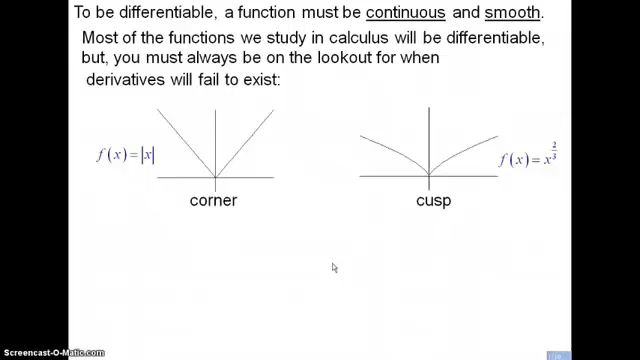 To be differentiable, a function must be continuous and smooth.
Most of the functions we study in calculus will be differentiable,
but, you must always be on the lookout for when
derivatives will fail to exist:
f(x)=|x|
f(x)=x^(2/3)
corner
cusp
Screencast-O-Matic.com